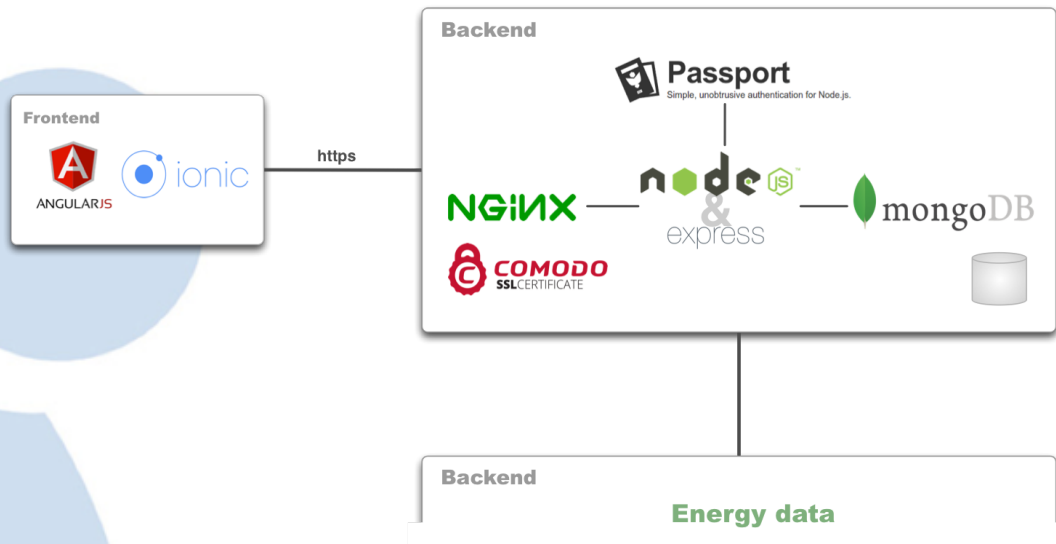 Backend
Passport
Simple, unobtrusive authentication for Node.js.
Frontend
A
ANGULARJS
ionic
https
node JS ™
&
express
NGiNX
mongoDB
C
COMODO
SSLCERTIFICATE
Backend
Energy data